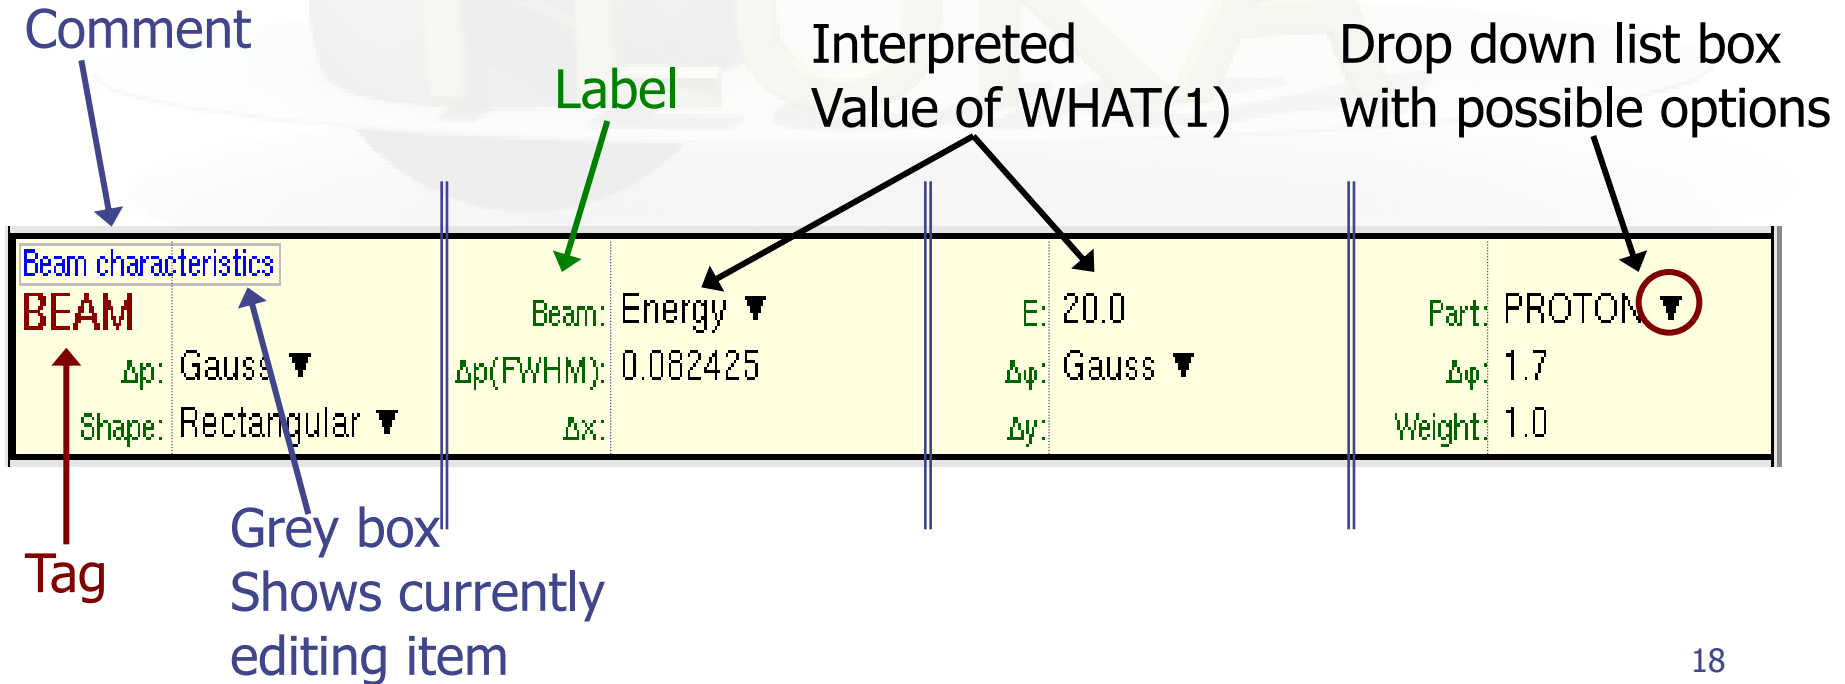 Comment
Label
Interpreted
Value of WHAT(1)
Drop down list box
with possible options
Beam characteristics
BEAM Beam: Energy ▼ E: 20.0 Part: PROTON ▼
Δp: Gauss ▼ Δp(FWHM): 0.082425 Δφ: Gauss ▼ Δφ: 1.7
Shape: Rectangular ▼ Δx: Δy: Weight: 1.0
Tag
Grey box
Shows currently
editing item
18